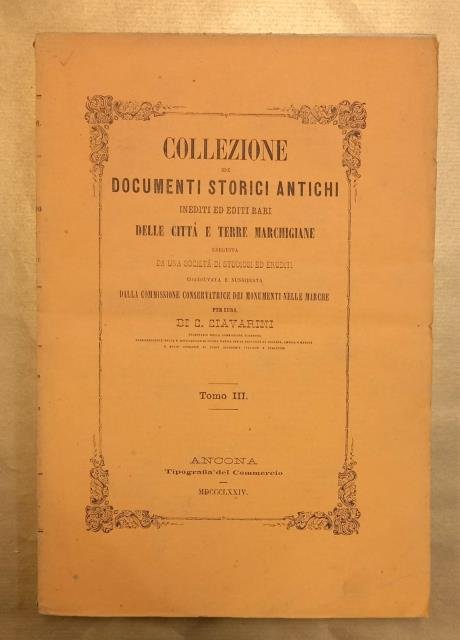 COLLEZIONE
DI
DOCUMENTI STORICI ANTICHI
INEDITI ED EDITI RARI
DELLE CITTÀ E TERRE MARCHIGIANE
ESEGUITA
DA UNA SOCIETÀ DI STUDIOSI ED ERUDITI
COADIUVATA E SUSSIDIATA
DALLA COMMISSIONE CONSERVATRICE DEI MONUMENTI NELLE MARCHE
PER CURA
DI C. CIAVARINI
Tomo III.
ANCONA
Tipografia del Commercio
MDCCCLXXIV.